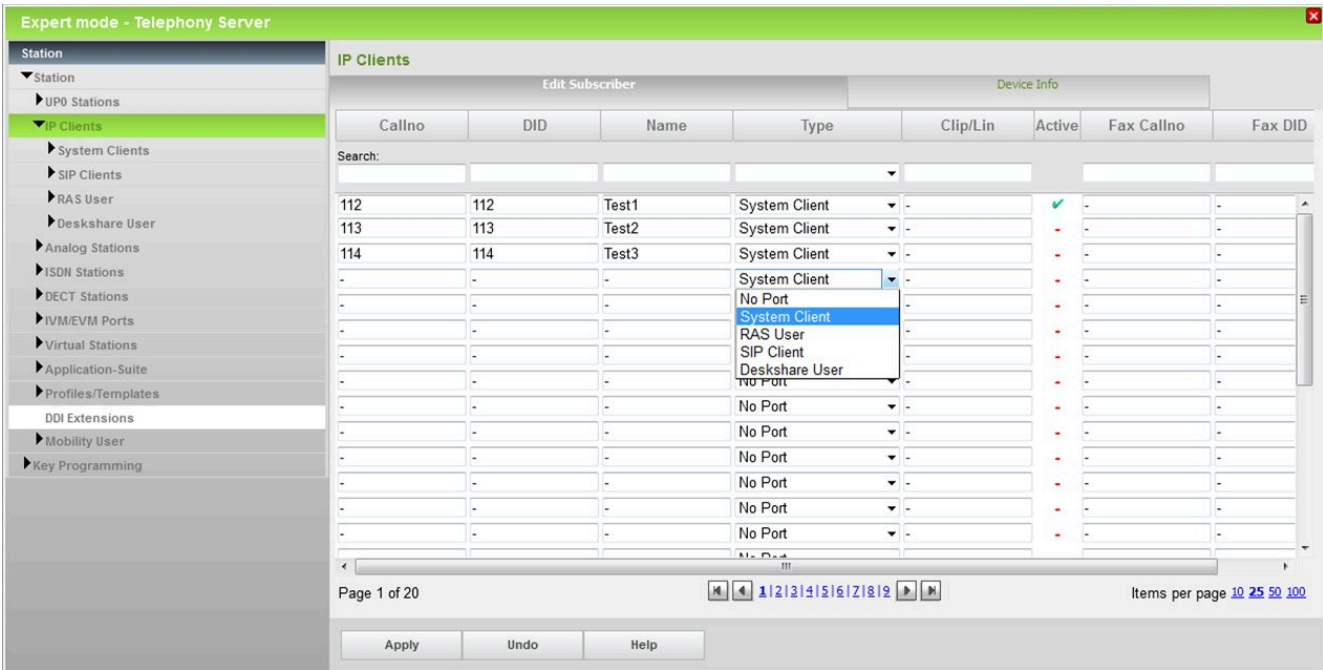 Expert mode - Telephony Server
Station
Station
UP0 Stations
IP Clients
System Clients
SIP Clients
RAS User
Deskshare User
Analog Stations
ISDN Stations
DECT Stations
IVM/EVM Ports
Virtual Stations
Application-Suite
Profiles/Templates
DDI Extensions
Mobility User
Key Programming
IP Clients
Edit Subscriber Device Info
Callno DID Name Type Clip/Lin Active Fax Callno Fax DID
Search:
112 112 Test1 System Client - - -
113 113 Test2 System Client - - - -
114 114 Test3 System Client - - - -
- - - System Client - - - -
No Port
System Client
RAS User
SIP Client
Deskshare User
- - - - - - -
- - - - - - -
- - - - - - -
- - - No Port - - - -
- - - No Port - - - -
- - - No Port - - - -
- - - No Port - - - -
- - - No Port - - - -
- - - No Port - - - -
- - - No Port - - - -
No Port
Page 1 of 20 1|2|3|4|5|6|7|8|9 Items per page 10 25 50 100
Apply Undo Help